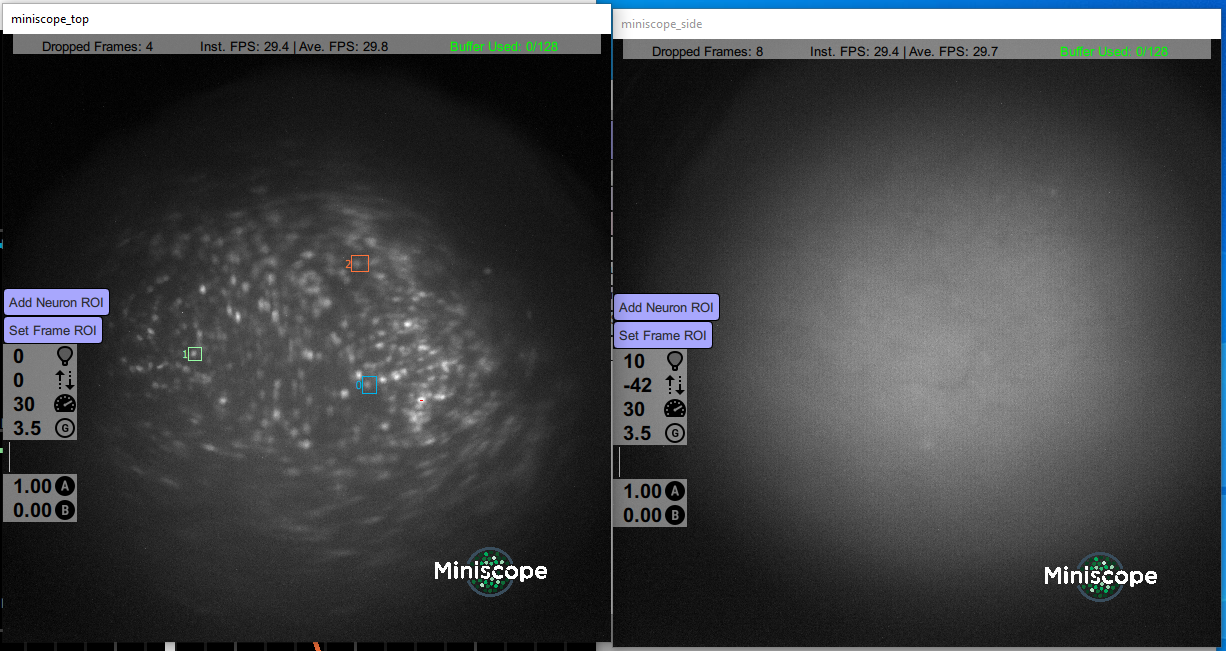 miniscope_top
Dropped Frames: 4 Inst. FPS: 29.4 | Ave. FPS: 29.8 Buffer Used: 0/128
2
Add Neuron ROI
Set Frame ROI
1
0
0
0
30
3.5 G
1.00 A
0.00 B
Miniscope
miniscope_side
Dropped Frames: 8 Inst. FPS: 29.4 | Ave. FPS: 29.7 Buffer Used: 0/128
Add Neuron ROI
Set Frame ROI
10
-42
30
3.5 G
1.00 A
0.00 B
Miniscope